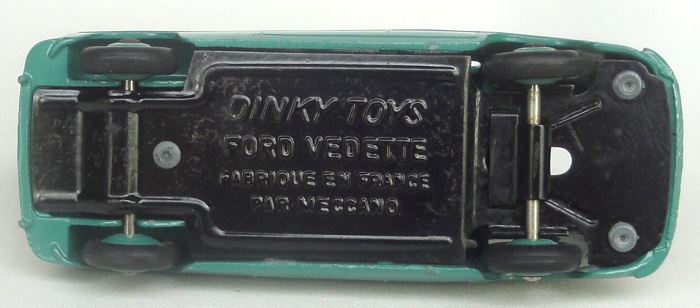 DINKY TOYS
FORD VEDETTE
FABRIQUE EN FRANCE
PAR MECCANO